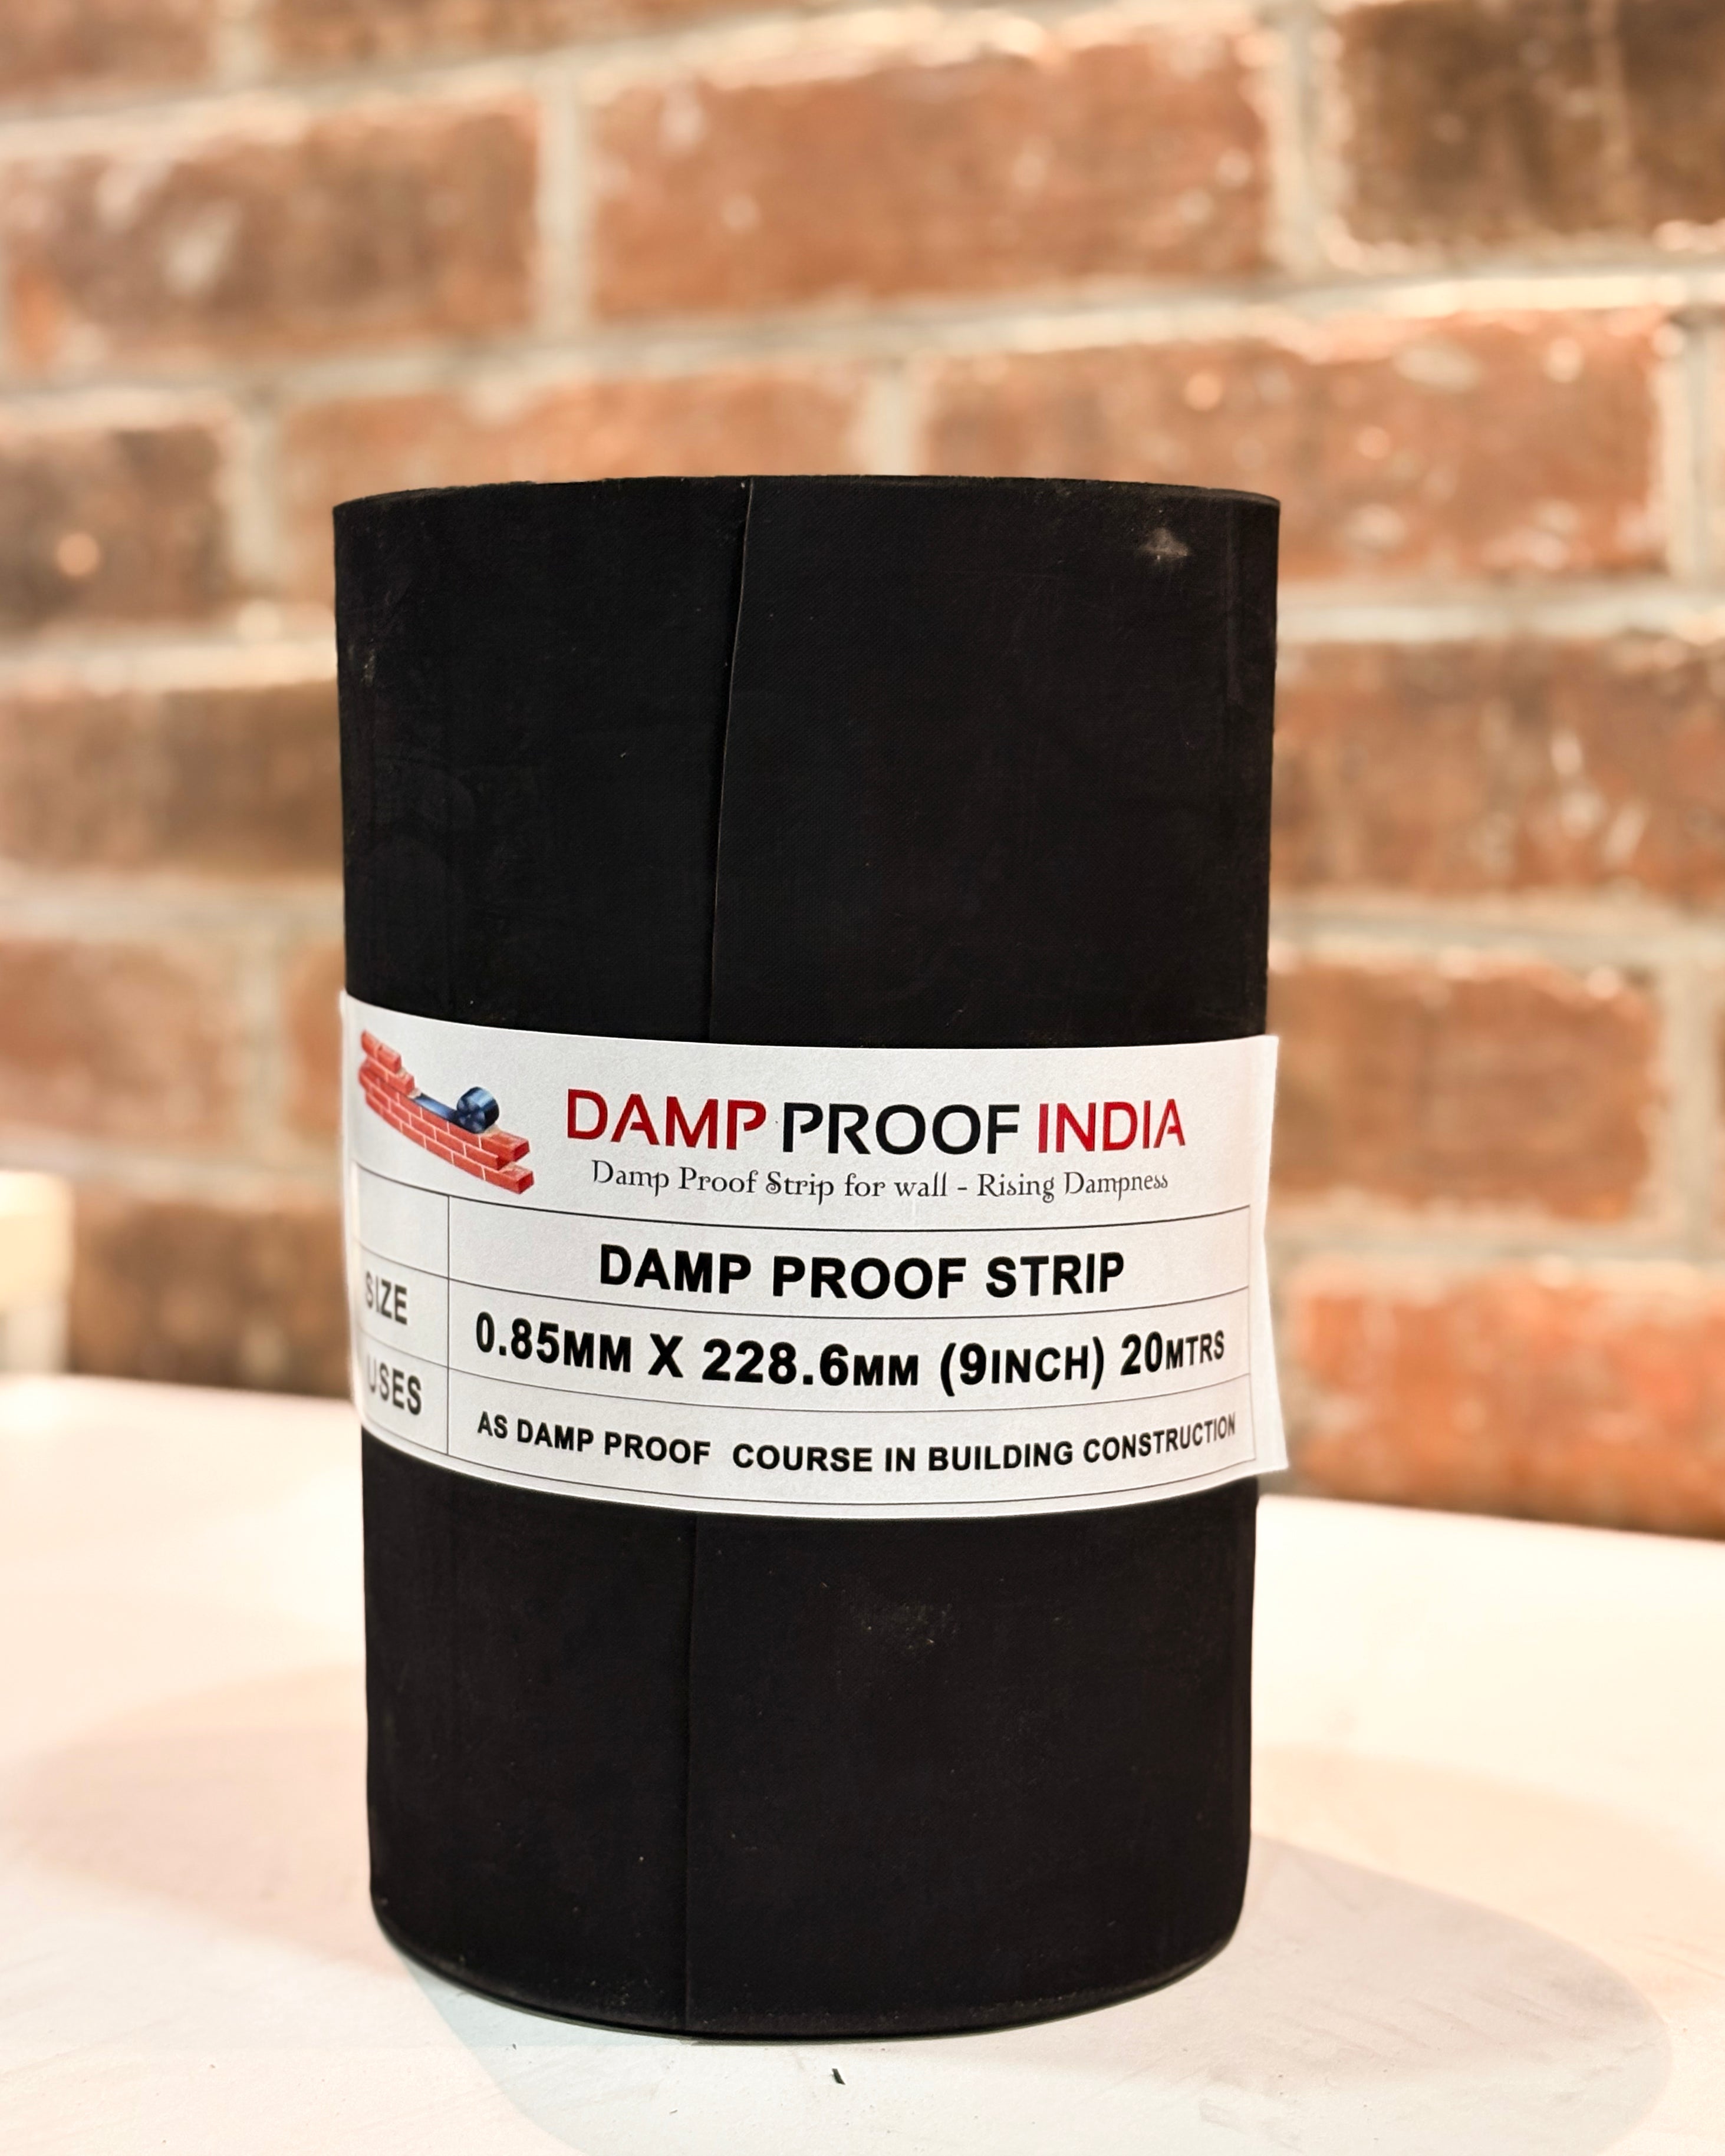 DAMP PROOF INDIA
Damp Proof Strip for wall - Rising Dampness
DAMP PROOF STRIP
SIZE 0.85MM X 228.6MM (9INCH) 20MTRS
USES AS DAMP PROOF COURSE IN BUILDING CONSTRUCTION